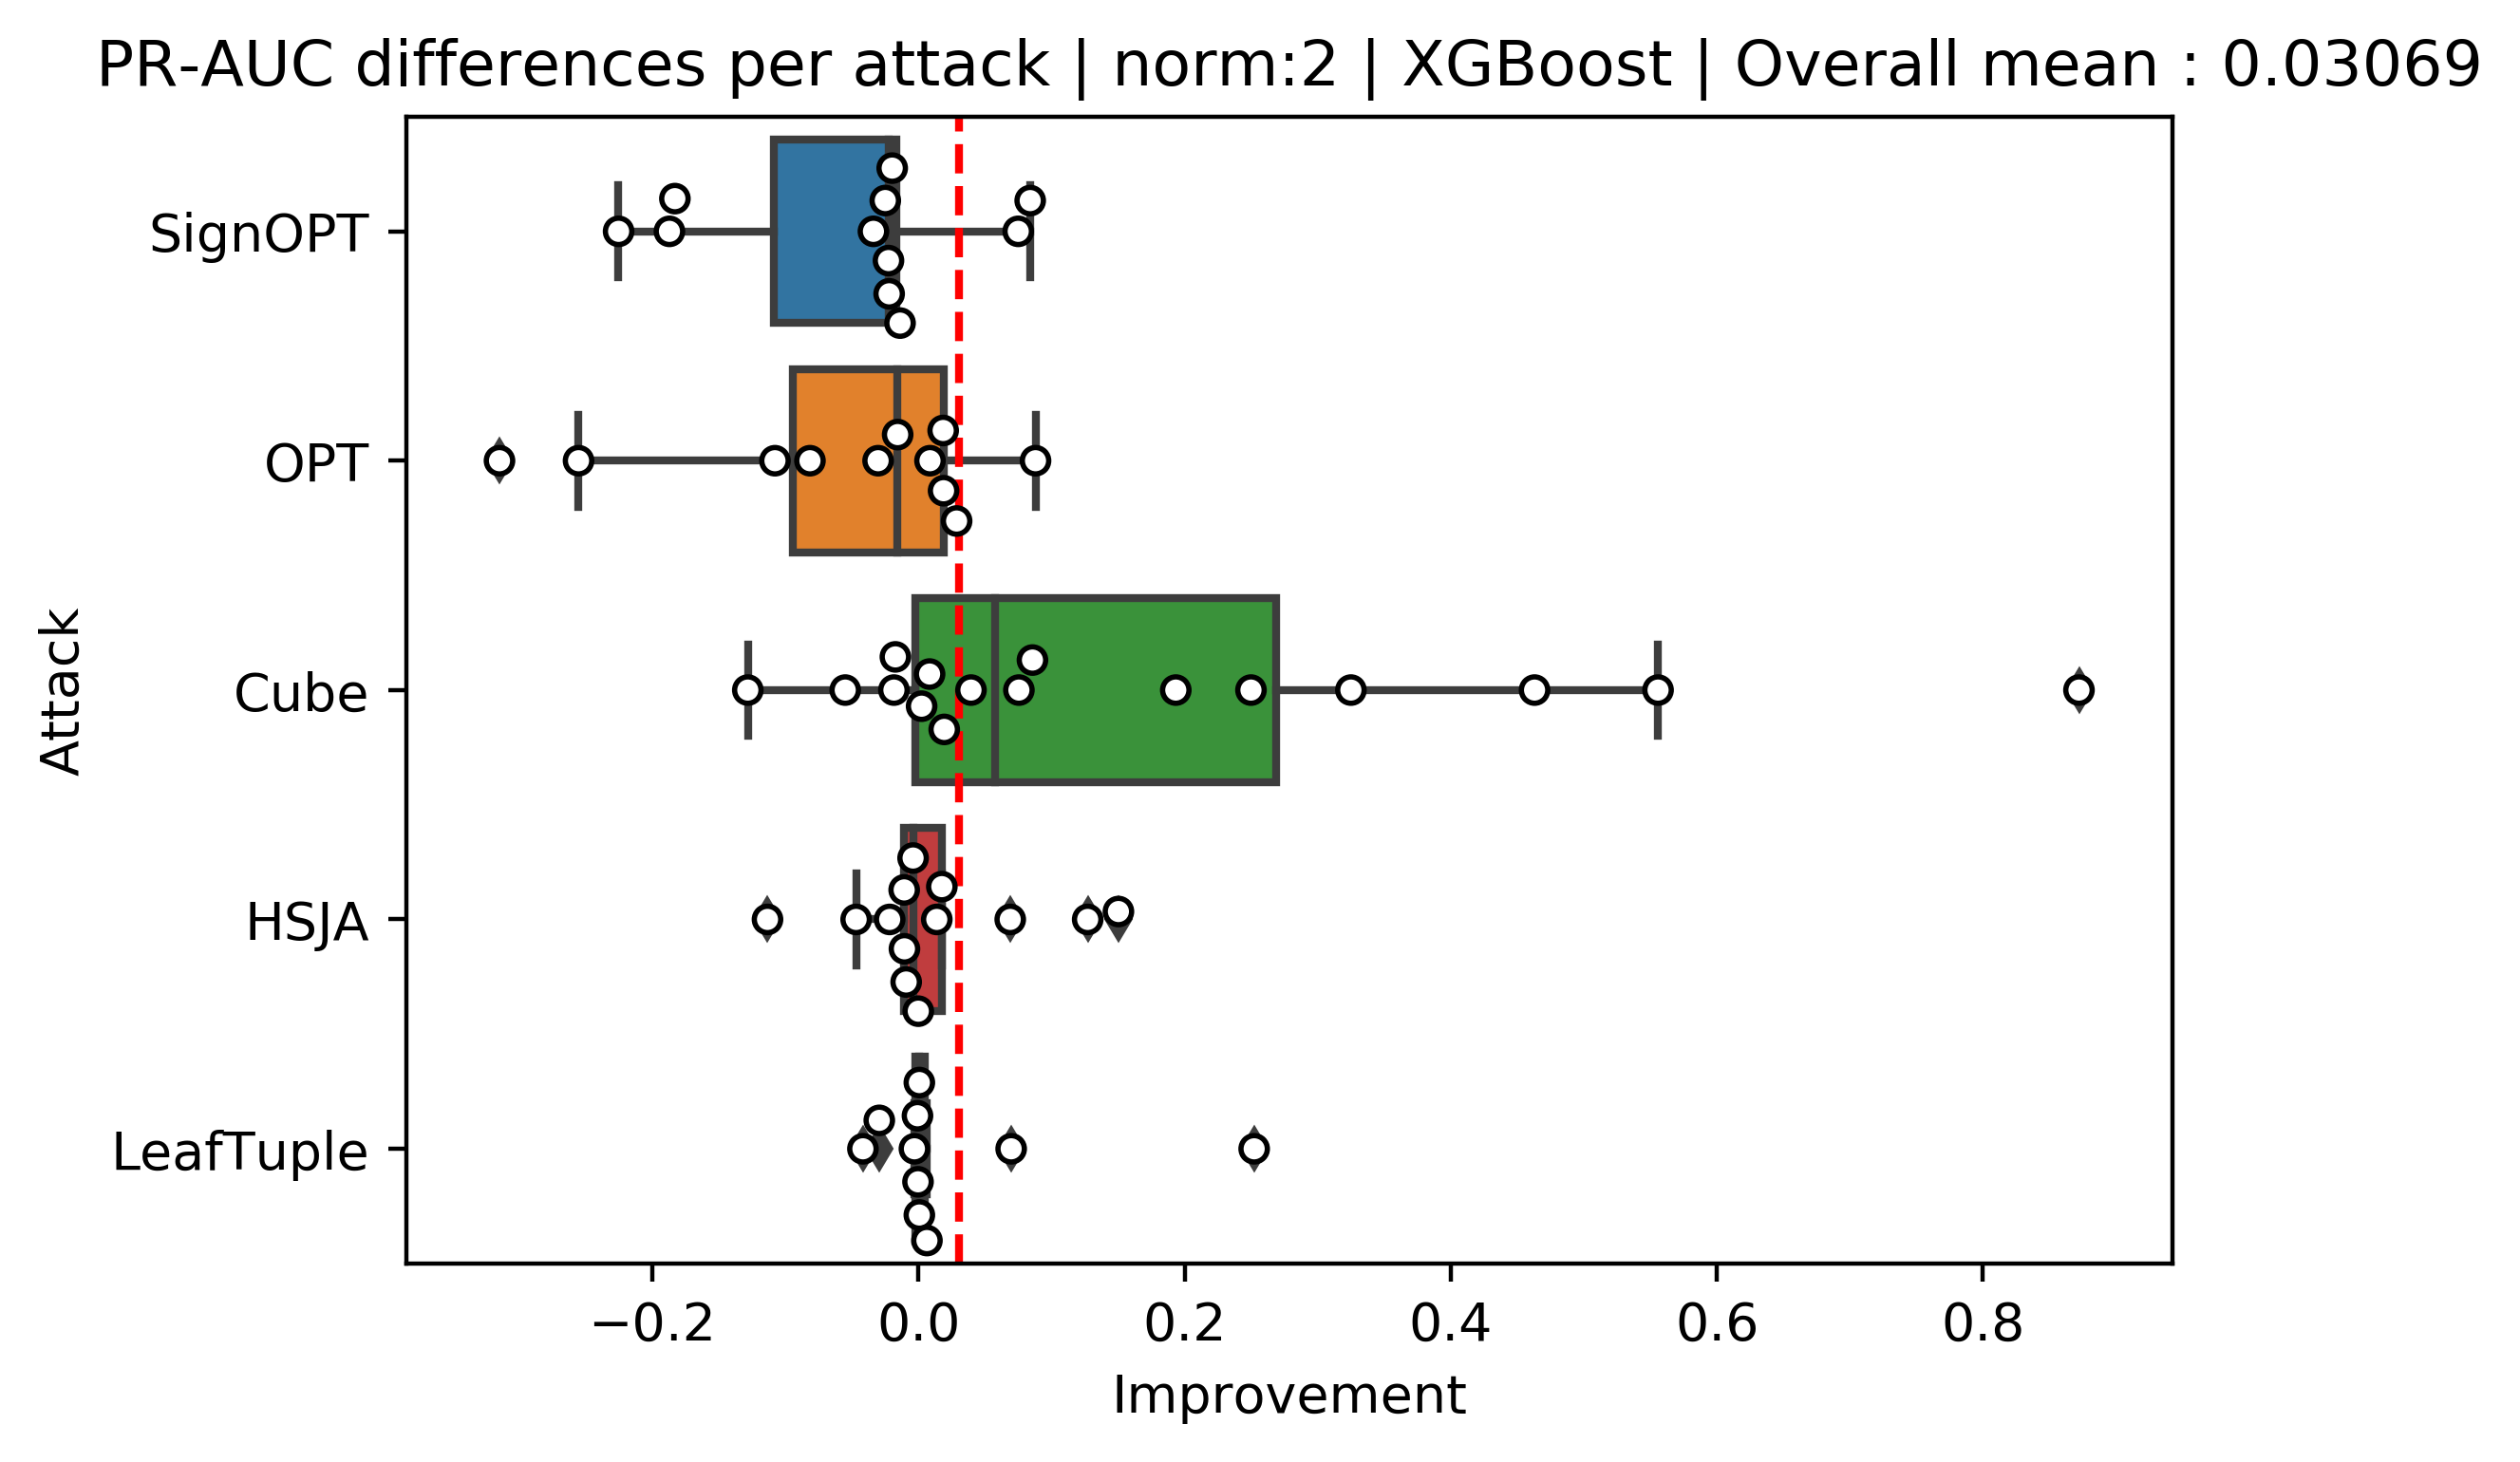 PR-AUC differences per attack | norm:2 | XGBoost | Overall mean : 0.03069
SignOPT
OPT
Cube
HSJA
LeafTuple
Attack
−0.2 0.0 0.2 0.4 0.6 0.8
Improvement